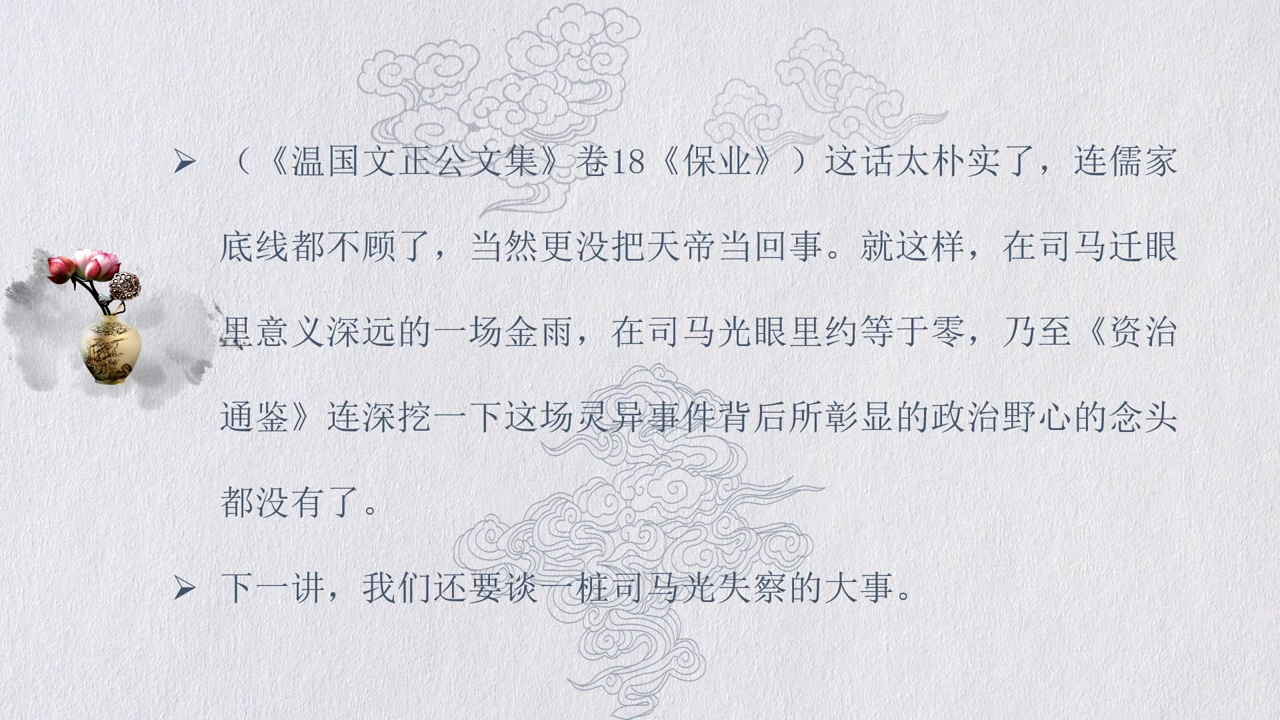 （《温国文正公文集》卷18《保业》）这话太朴实了，连儒家
底线都不顾了，当然更没把天帝当回事。就这样，在司马迁眼
里意义深远的一场金雨，在司马光眼里约等于零，乃至《资治
通鉴》连深挖一下这场灵异事件背后所彰显的政治野心的念头
都没有了。
下一讲，我们还要谈一桩司马光失察的大事。